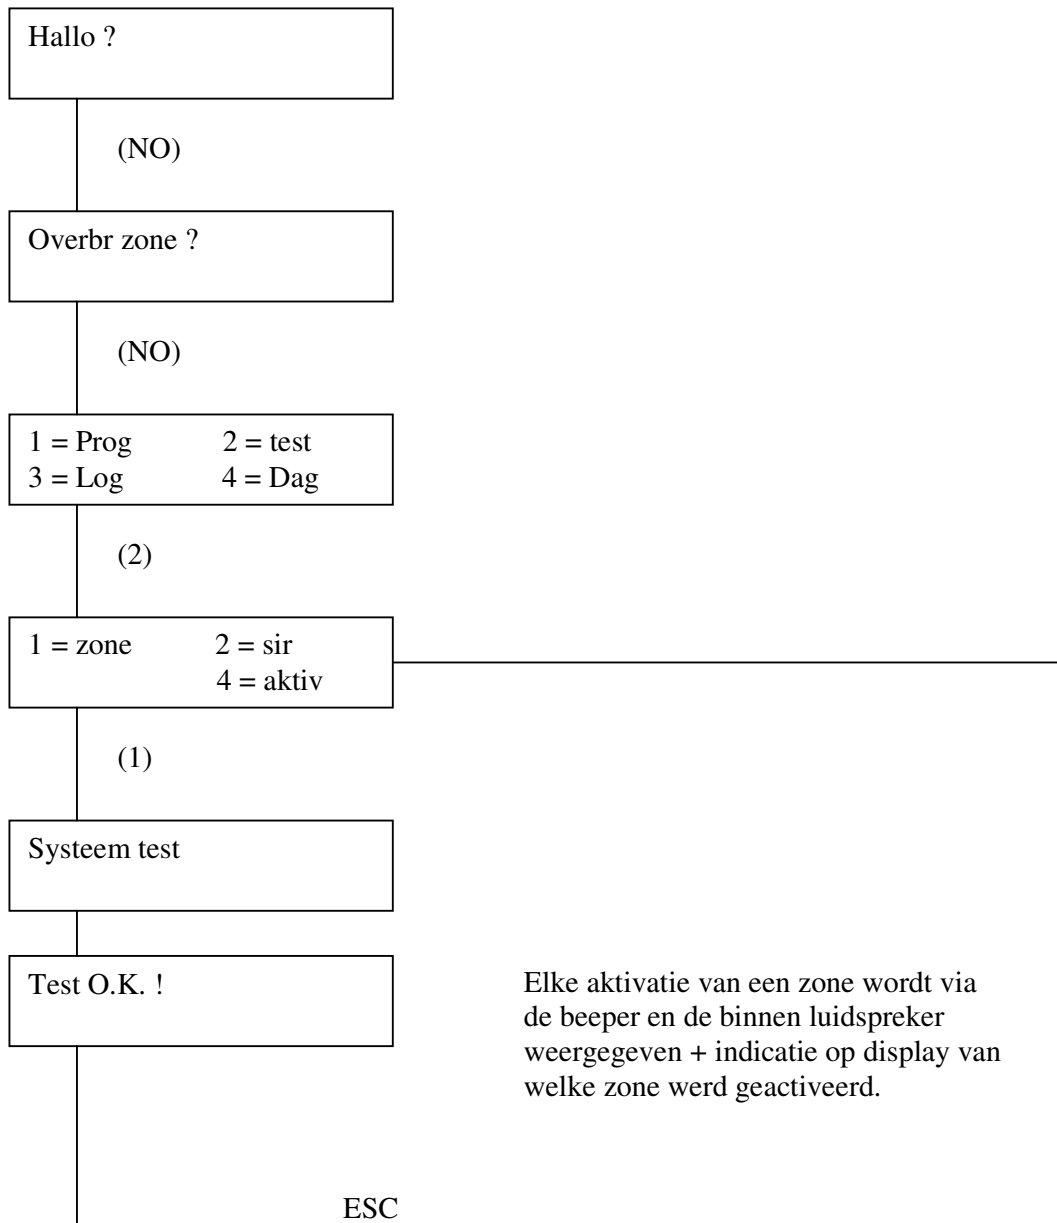 Hallo ?
(NO)
Overbr zone ?
(NO)
1 = Prog 2 = test
3 = Log 4 = Dag
(2)
1 = zone 2 = sir
4 = aktiv
(1)
Systeem test
Test O.K. !
Elke aktivatie van een zone wordt via
de beeper en de binnen luidspreker
weergegeven + indicatie op display van
welke zone werd geactiveerd.
ESC